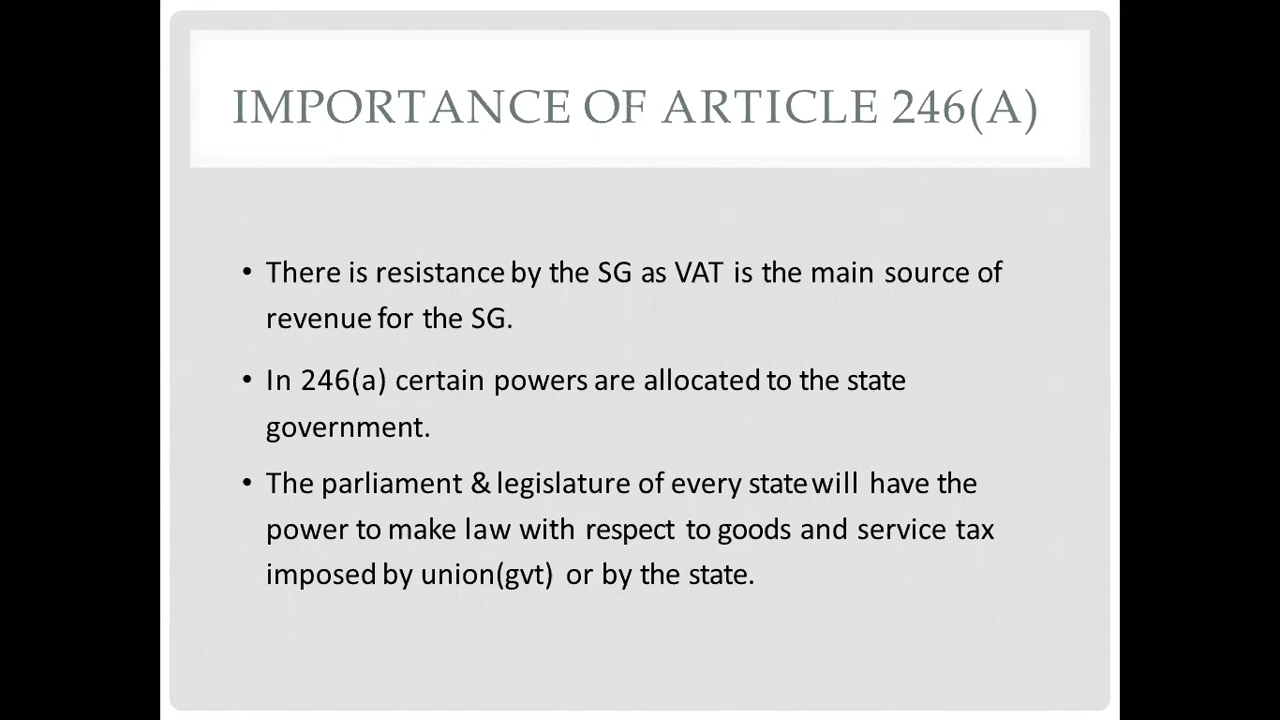 IMPORTANCE OF ARTICLE 246(A)
• There is resistance by the SG as VAT is the main source of
revenue for the SG.
• In 246(a) certain powers are allocated to the state
government.
• The parliament & legislature of every state will have the
power to make law with respect to goods and service tax
imposed by union(gvt) or by the state.